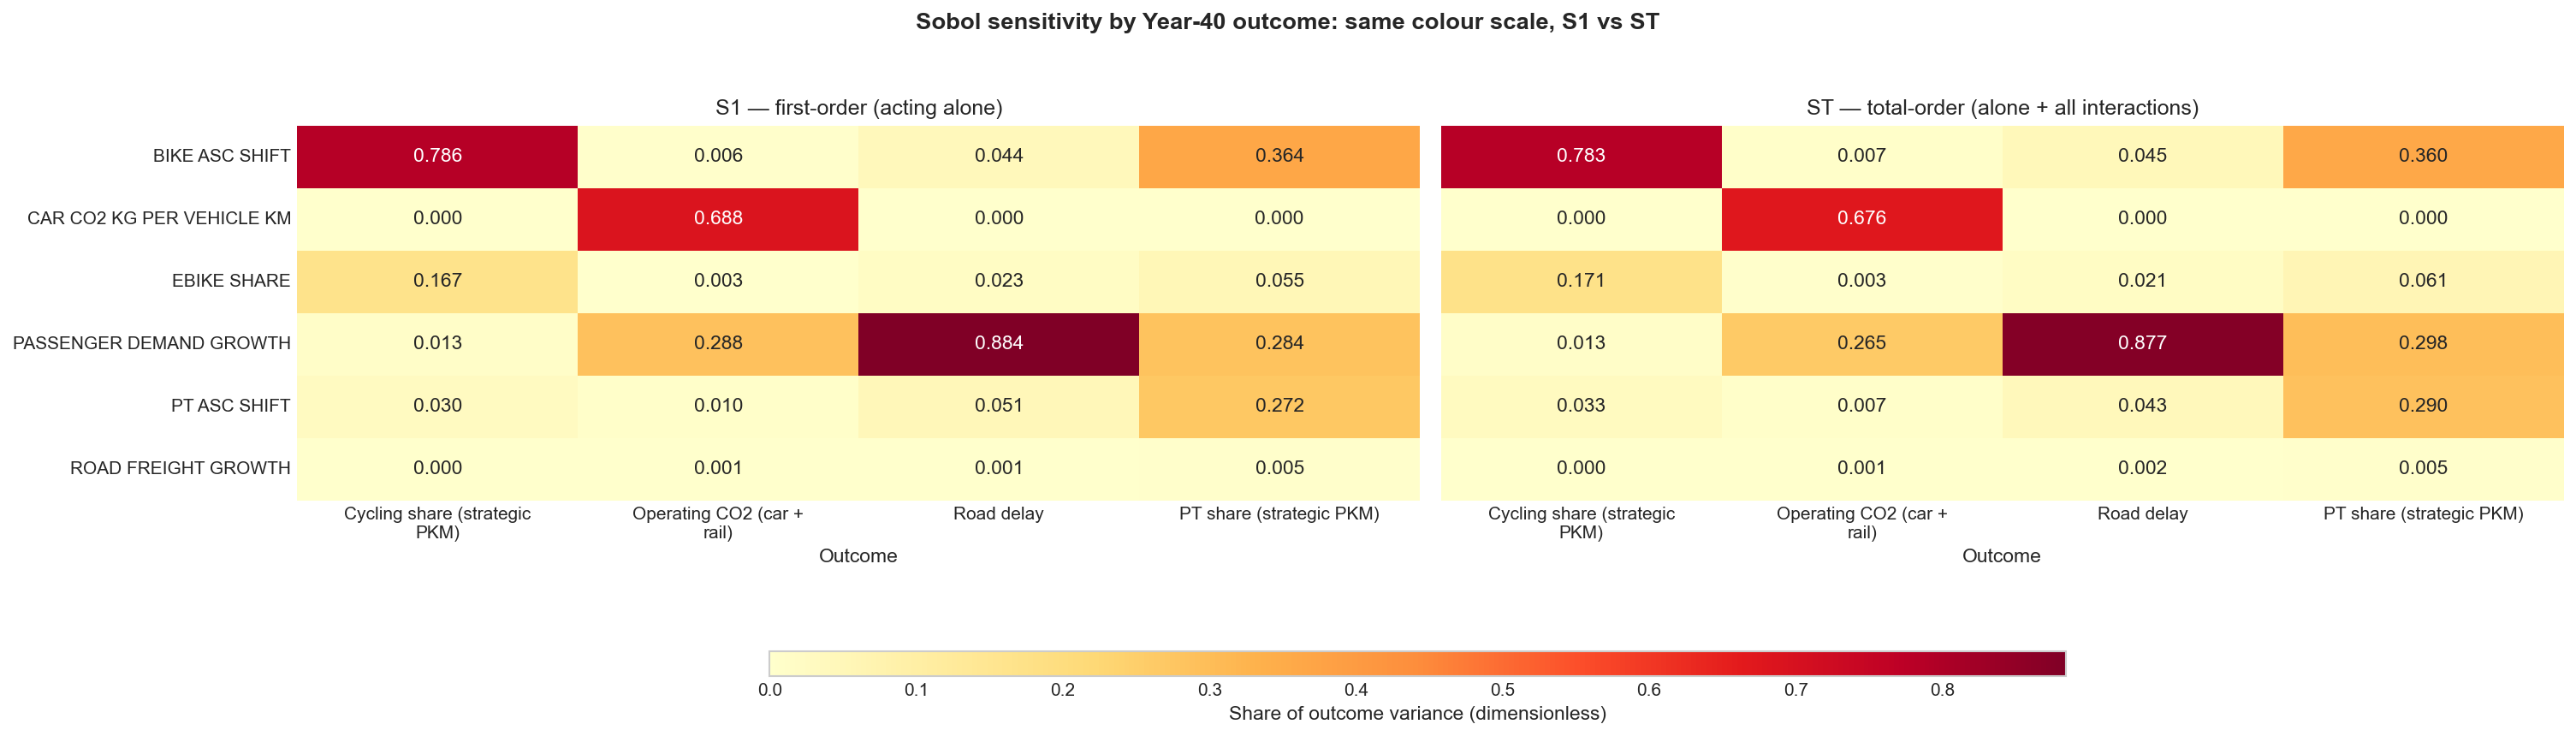 Sobol sensitivity by Year-40 outcome: same colour scale, S1 vs ST
S1 — first-order (acting alone)
ST — total-order (alone + all interactions)
BIKE ASC SHIFT 0.786 0.006 0.044 0.364 0.783 0.007 0.045 0.360
CAR CO2 KG PER VEHICLE KM 0.000 0.688 0.000 0.000 0.000 0.676 0.000 0.000
EBIKE SHARE 0.167 0.003 0.023 0.055 0.171 0.003 0.021 0.061
PASSENGER DEMAND GROWTH 0.013 0.288 0.884 0.284 0.013 0.265 0.877 0.298
PT ASC SHIFT 0.030 0.010 0.051 0.272 0.033 0.007 0.043 0.290
ROAD FREIGHT GROWTH 0.000 0.001 0.001 0.005 0.000 0.001 0.002 0.005
Cycling share (strategic
PKM)
Operating CO2 (car +
rail)
Road delay
PT share (strategic PKM)
Cycling share (strategic
PKM)
Operating CO2 (car +
rail)
Road delay
PT share (strategic PKM)
Outcome
Outcome
0.0 0.1 0.2 0.3 0.4 0.5 0.6 0.7 0.8
Share of outcome variance (dimensionless)